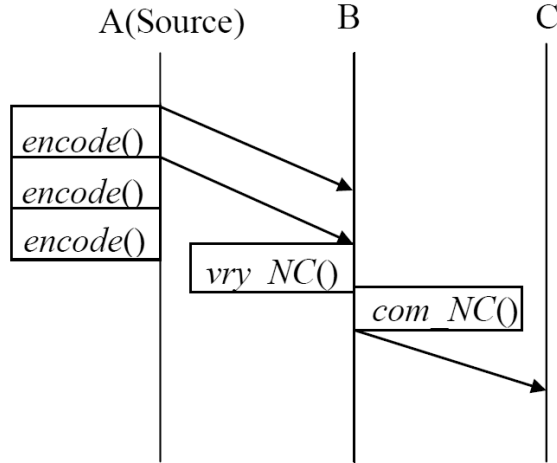 A(Source) B C
encode()
encode()
encode()
vry_NC()
com_NC()